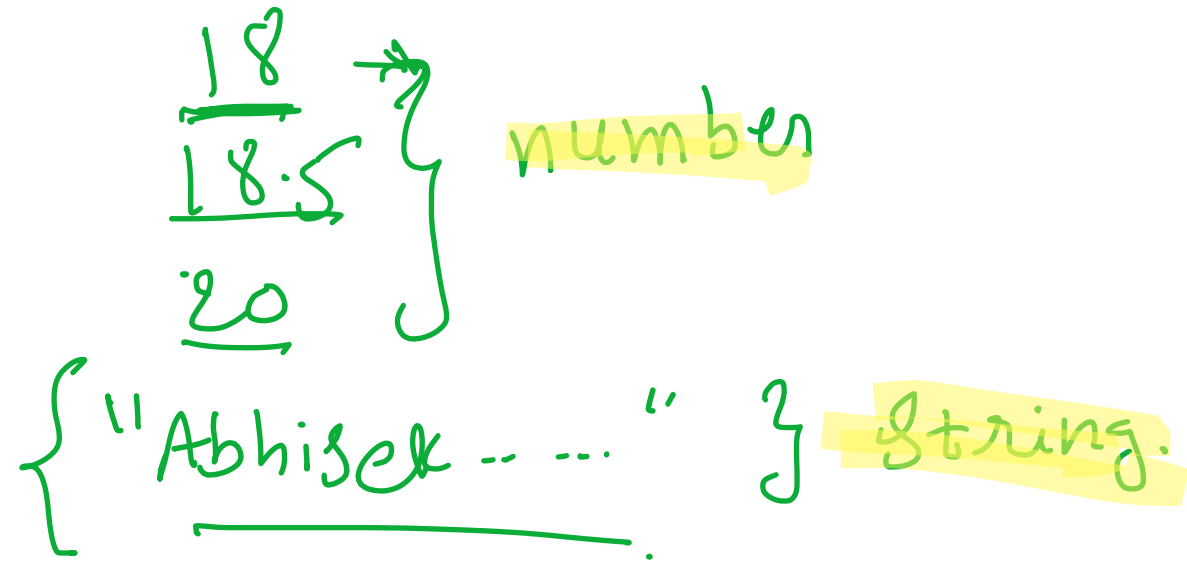 18
18.5 number
20
"Abhisek ........" String.